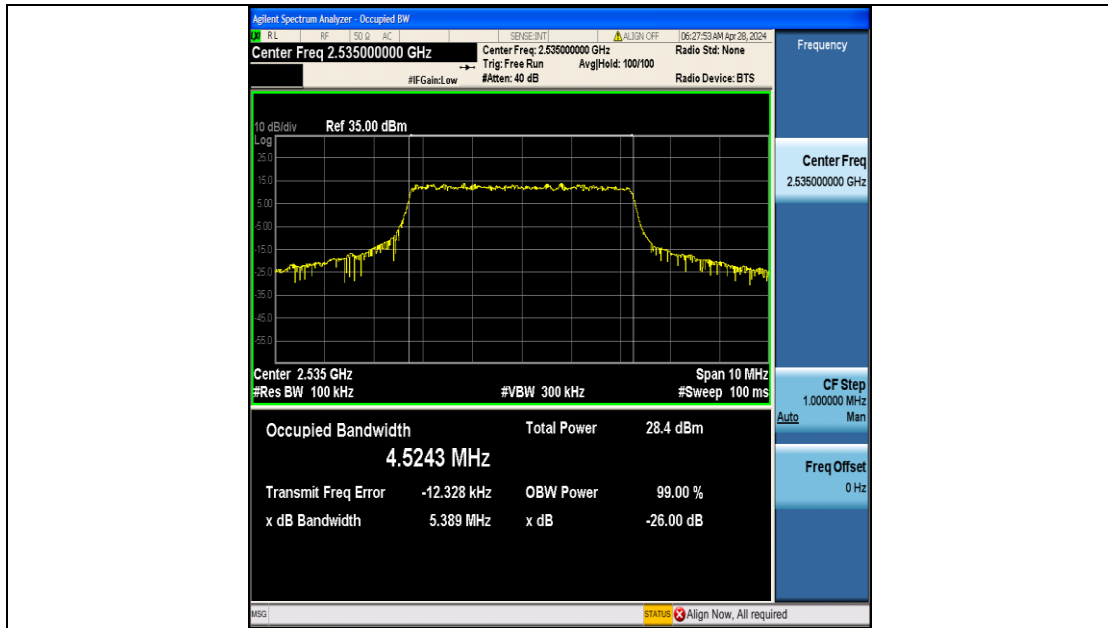 Agilent Spectrum Analyzer - Occupied BW
RL RF 50 Ω AC SENSE:INT ALIGN OFF 06:27:53 AM Apr 28, 2024
Center Freq 2.535000000 GHz
Center Freq: 2.535000000 GHz
Radio Std: None
Trig: Free Run Avg|Hold: 100/100
#IFGain:Low
#Atten: 40 dB
Radio Device: BTS
10 dB/div Ref 35.00 dBm
Log
25.0
15.0
5.00
-5.00
-15.0
-25.0
-35.0
-45.0
-55.0
Center 2.535 GHz Span 10 MHz
#Res BW 100 kHz #VBW 300 kHz #Sweep 100 ms
Occupied Bandwidth Total Power 28.4 dBm
4.5243 MHz
Transmit Freq Error -12.328 kHz OBW Power 99.00 %
x dB Bandwidth 5.389 MHz x dB -26.00 dB
Frequency
Center Freq
2.535000000 GHz
CF Step
1.000000 MHz
Auto Man
Freq Offset
0 Hz
MSG STATUS Align Now, All required